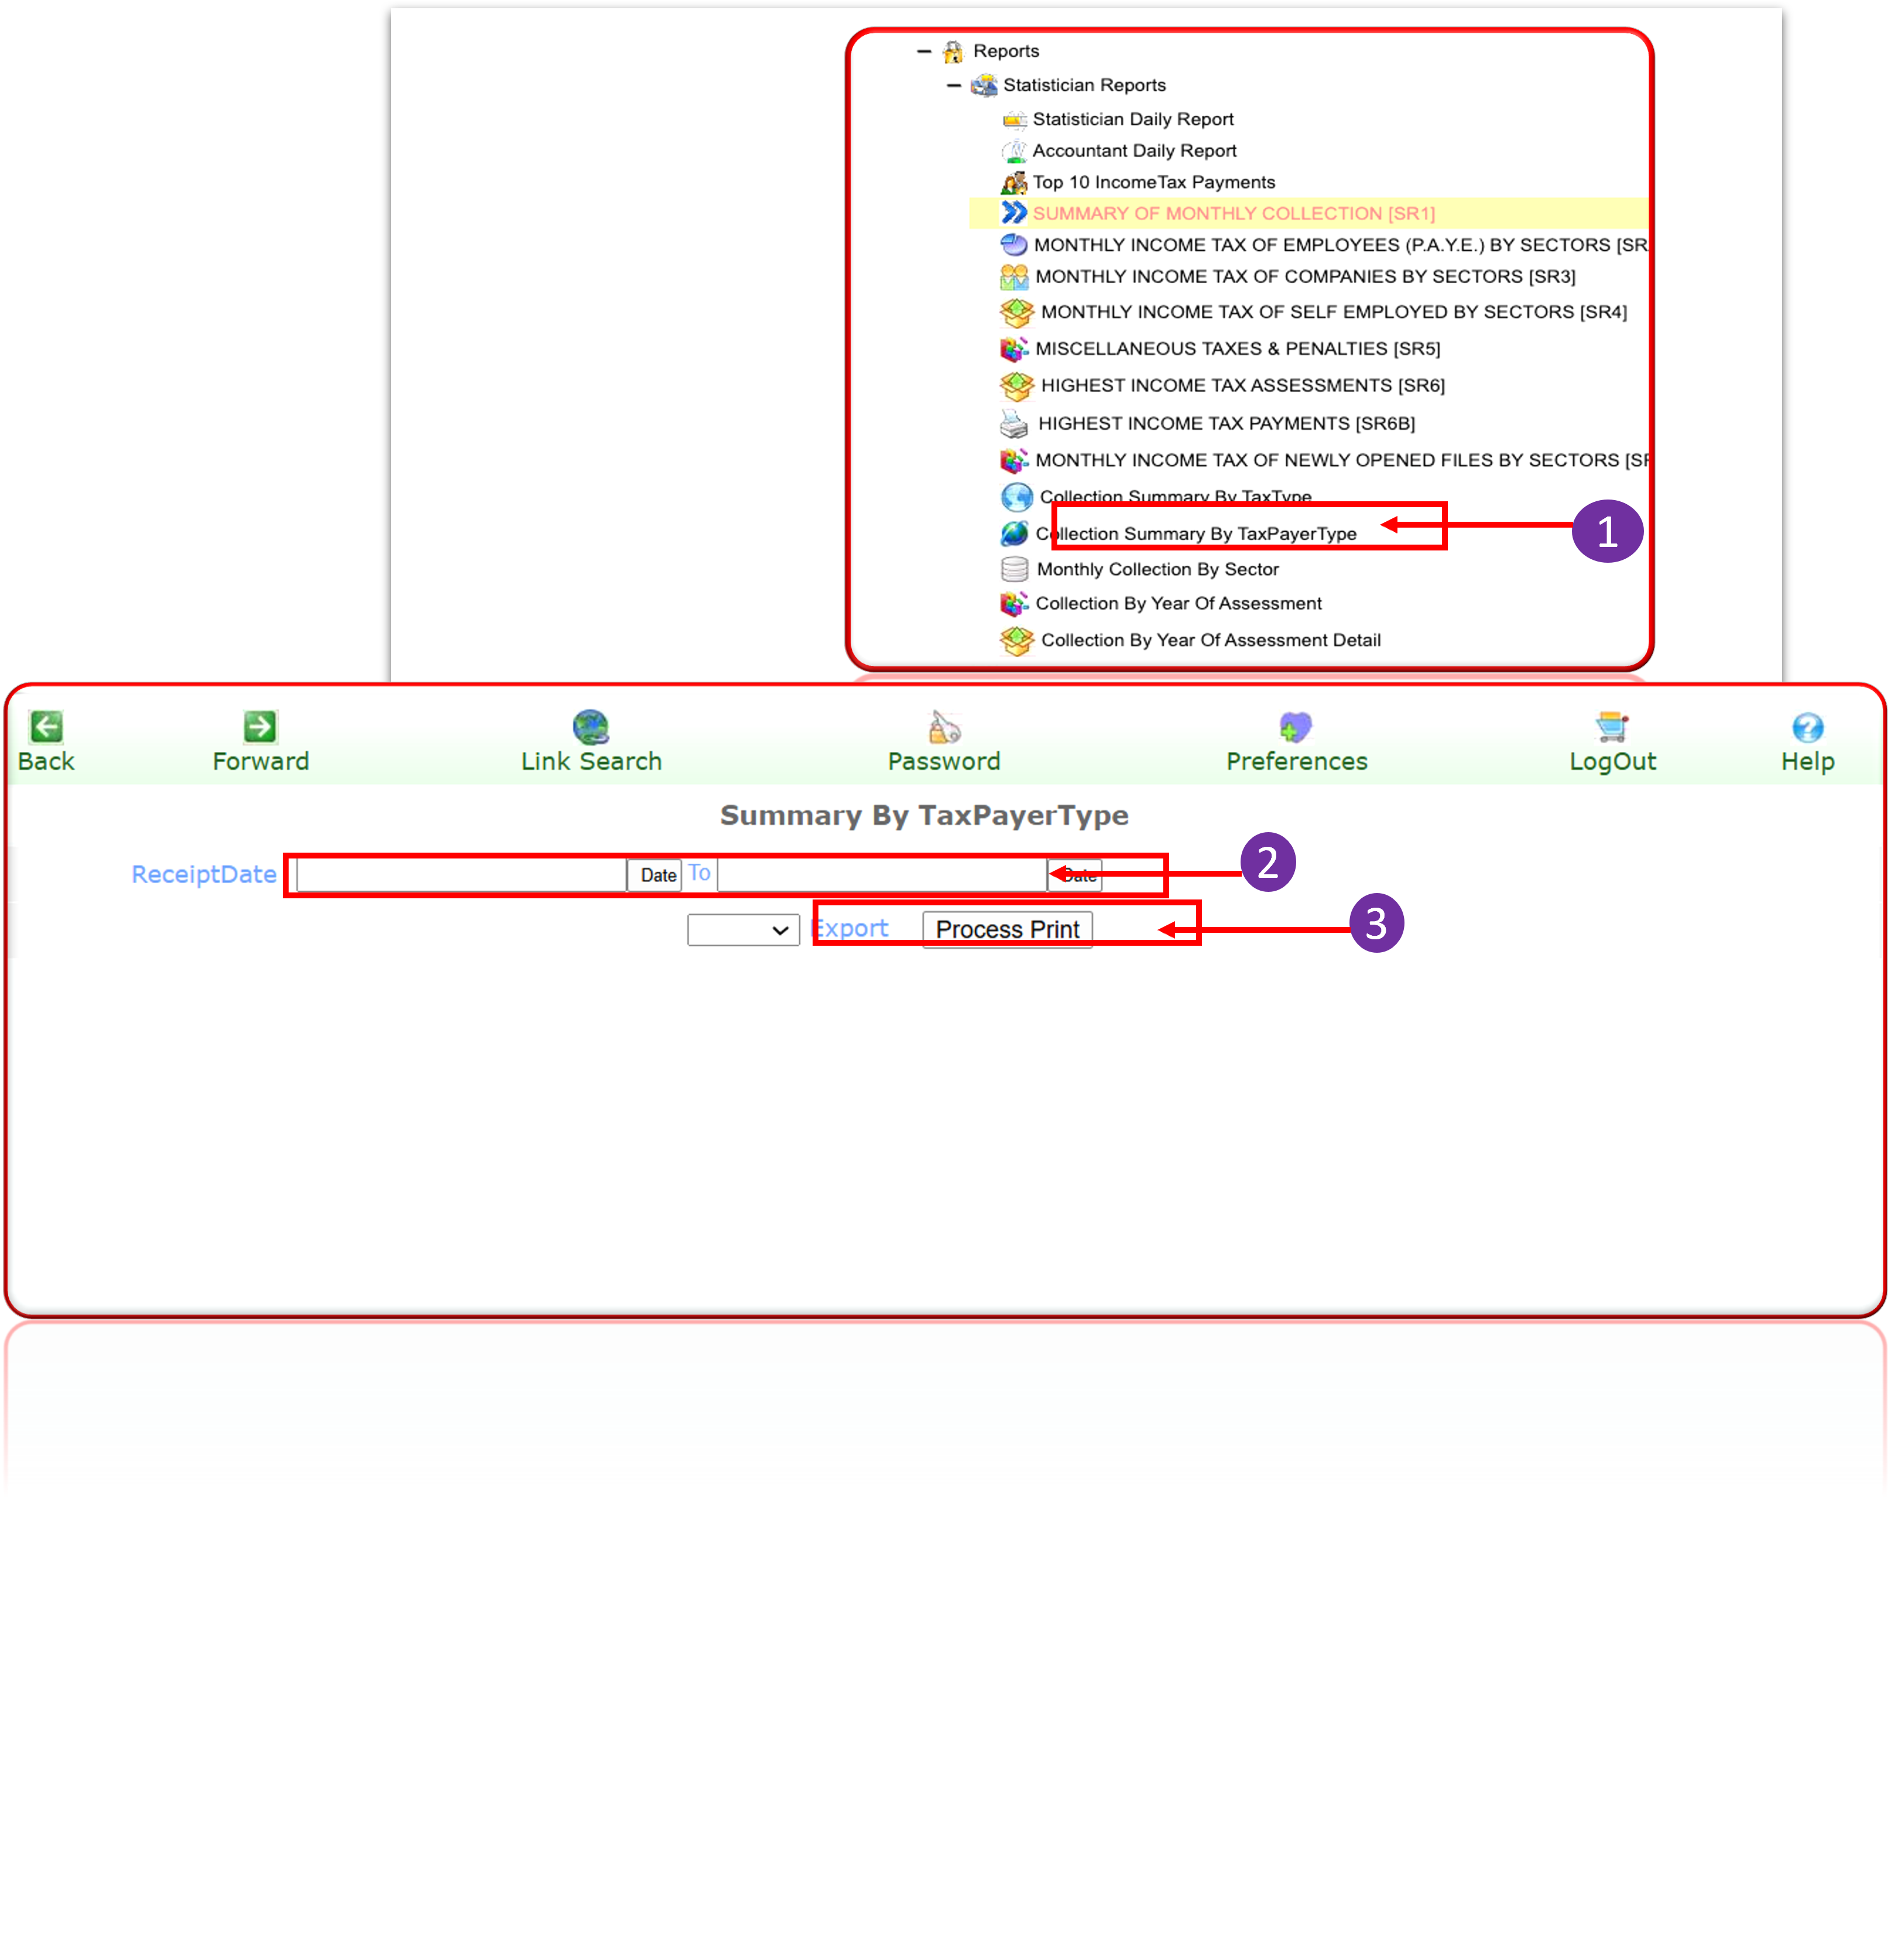 Reports
Statistician Reports
Statistician Daily Report
Accountant Daily Report
Top 10 IncomeTax Payments
SUMMARY OF MONTHLY COLLECTION [SR1]
MONTHLY INCOME TAX OF EMPLOYEES (P.A.Y.E.) BY SECTORS [SR
MONTHLY INCOME TAX OF COMPANIES BY SECTORS [SR3]
MONTHLY INCOME TAX OF SELF EMPLOYED BY SECTORS [SR4]
MISCELLANEOUS TAXES & PENALTIES [SR5]
HIGHEST INCOME TAX ASSESSMENTS [SR6]
HIGHEST INCOME TAX PAYMENTS [SR6B]
MONTHLY INCOME TAX OF NEWLY OPENED FILES BY SECTORS [SR
Collection Summary By TaxType
Collection Summary By TaxPayerType 1
Monthly Collection By Sector
Collection By Year Of Assessment
Collection By Year Of Assessment Detail
Back Forward Link Search Password Preferences LogOut Help
Summary By TaxPayerType
ReceiptDate Date To Date 2
Export Process Print 3